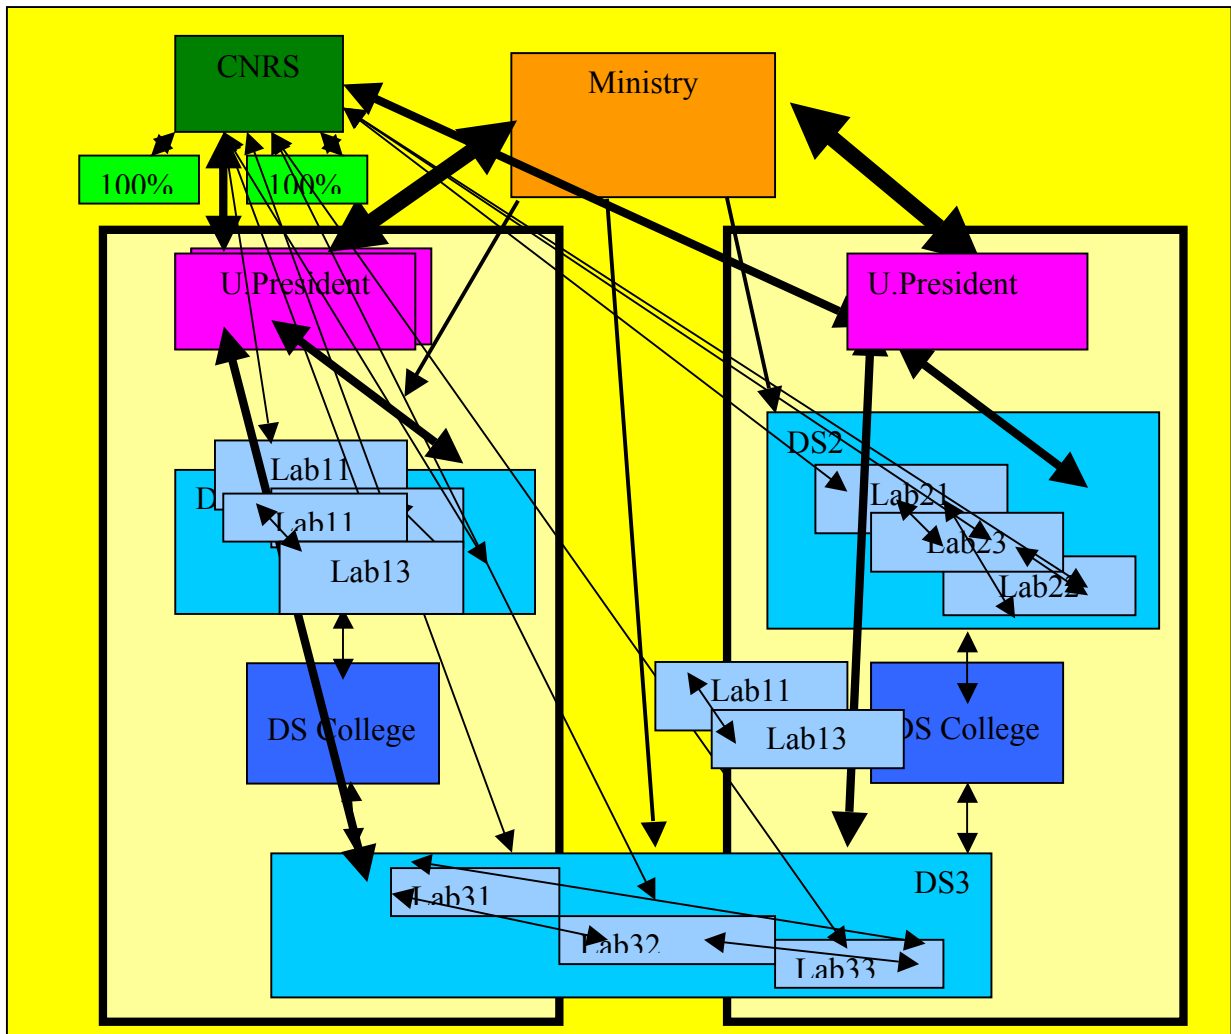 CNRS
Ministry
100%
100%
U.President
U.President
DS2
Lab11
D
Lab11
Lab13
Lab21
Lab23
Lab22
Lab11
Lab13
DS College
DS College
DS3
Lab31
Lab32
Lab33